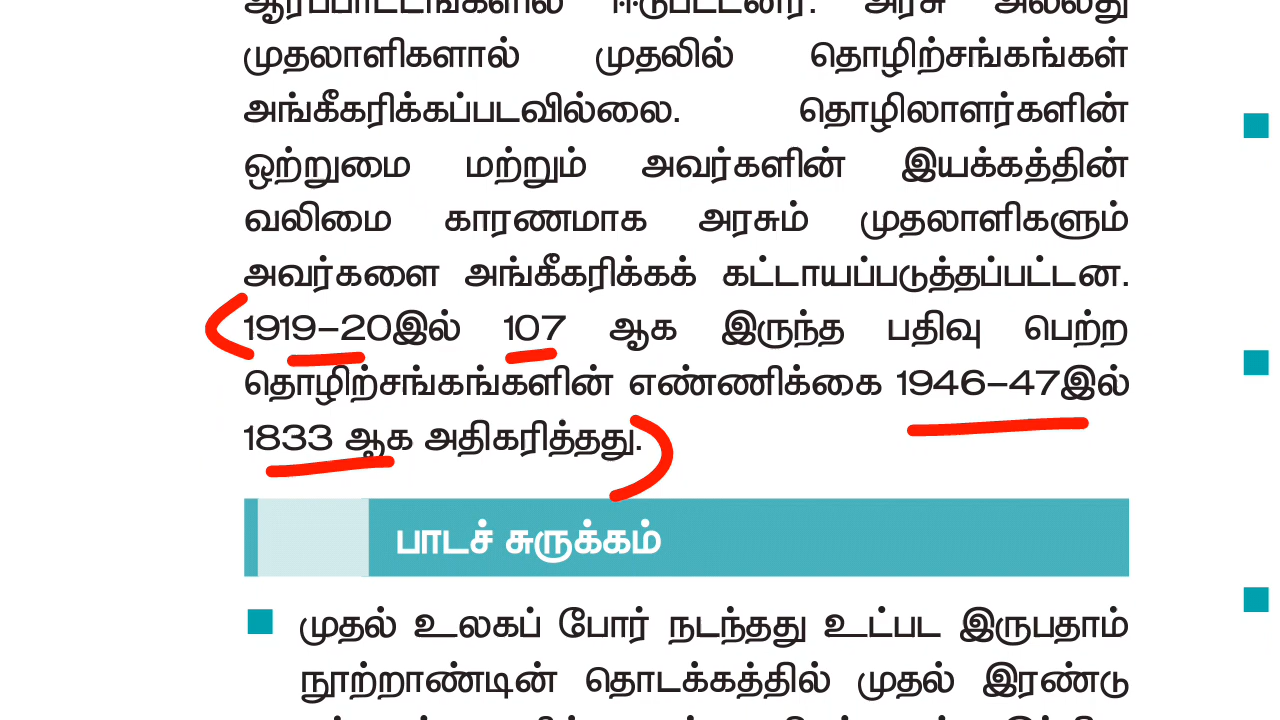 முதலாளிகளால் முதலில் தொழிற்சங்கங்கள்
அங்கீகரிக்கப்படவில்லை. தொழிலாளர்களின்
ஒற்றுமை மற்றும் அவர்களின் இயக்கத்தின்
வலிமை காரணமாக அரசும் முதலாளிகளும்
அவர்களை அங்கீகரிக்கக் கட்டாயப்படுத்தப்பட்டன.
1919–20இல் 107 ஆக இருந்த பதிவு பெற்ற
தொழிற்சங்கங்களின் எண்ணிக்கை 1946–47இல்
1833 ஆக அதிகரித்தது.
பாடச் சுருக்கம்
முதல் உலகப் போர் நடந்தது உட்பட இருபதாம்
நூற்றாண்டின் தொடக்கத்தில் முதல் இரண்டு